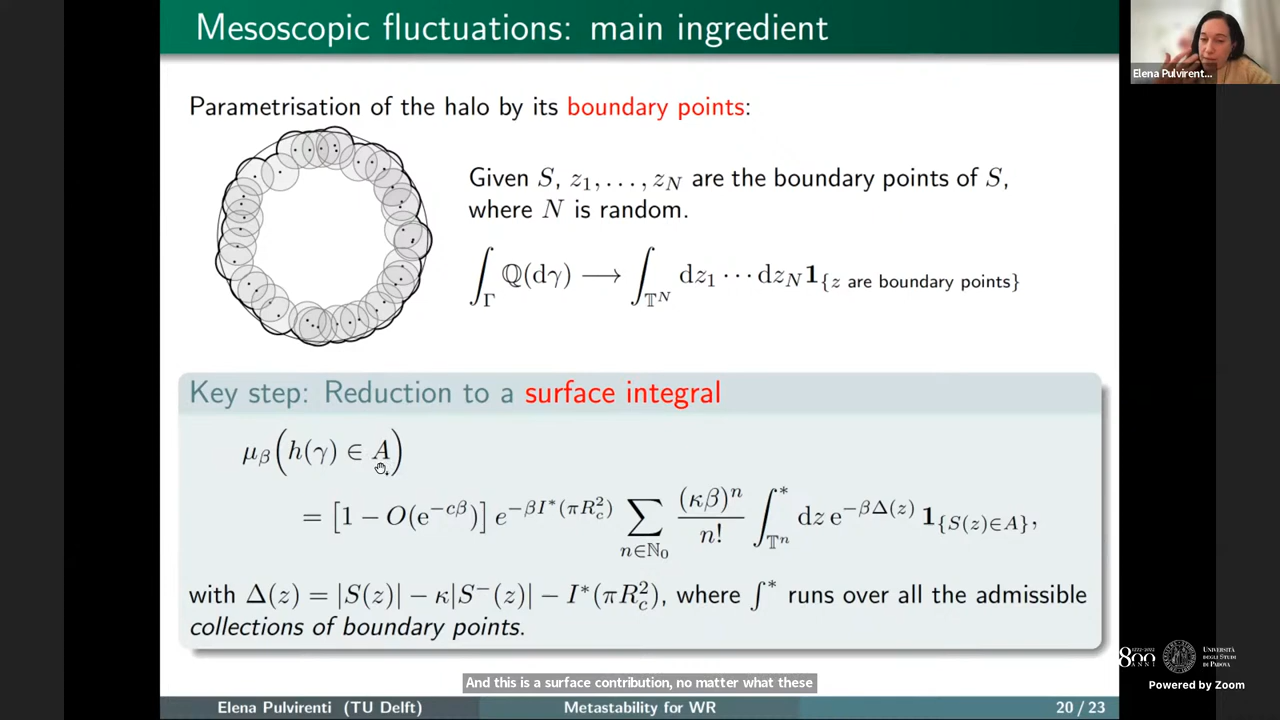 Mesoscopic fluctuations: main ingredient
Elena Pulvirent...
Parametrisation of the halo by its boundary points:
Given S, z₁, . . . , z_N are the boundary points of S,
where N is random.
∫_Γ ℚ(dγ) ⟶ ∫_{𝕋^N} dz₁ ⋯ dz_N 𝟏_{z are boundary points}
Key step: Reduction to a surface integral
μ_β(h(γ) ∈ A)
= [1 − O(e^{−cβ})] e^{−βI*(πR_c²)} ∑_{n∈ℕ₀} (κβ)^n / n! ∫*_{𝕋^n} dz e^{−βΔ(z)} 𝟏_{S(z)∈A},
with Δ(z) = |S(z)| − κ|S⁻(z)| − I*(πR_c²), where ∫* runs over all the admissible
collections of boundary points.
1222-2022
800
ANNI
UNIVERSITÀ
DEGLI STUDI
DI PADOVA
Powered by Zoom
And this is a surface contribution, no matter what these
Elena Pulvirenti (TU Delft)
Metastability for WR
20 / 23